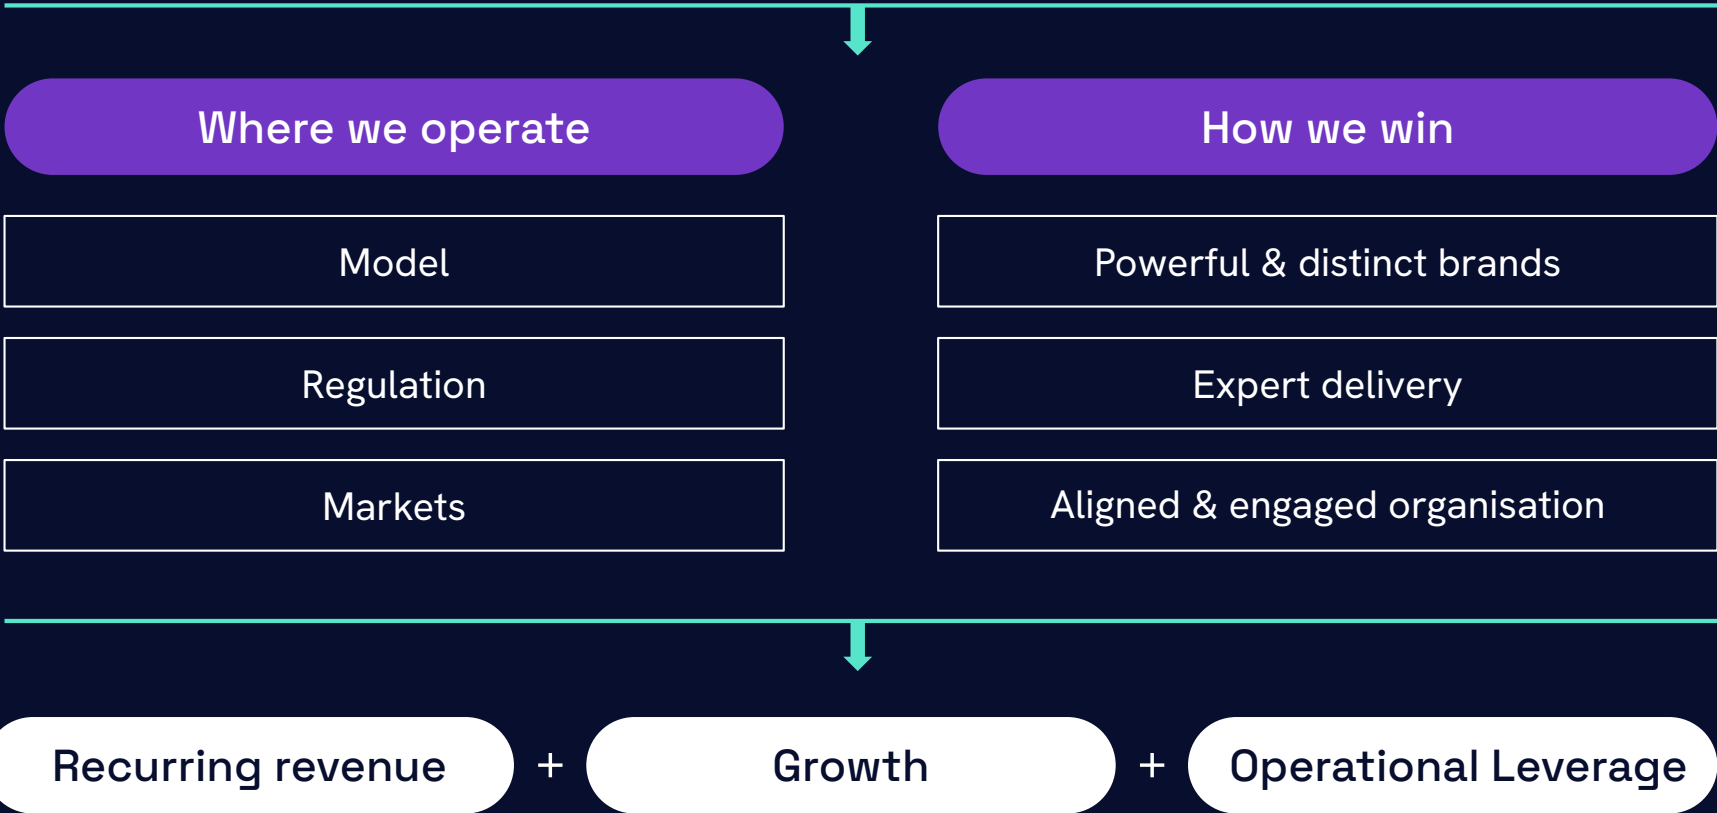 Where we operate
Model
Regulation
Markets
How we win
Powerful & distinct brands
Expert delivery
Aligned & engaged organisation
Recurring revenue + Growth + Operational Leverage